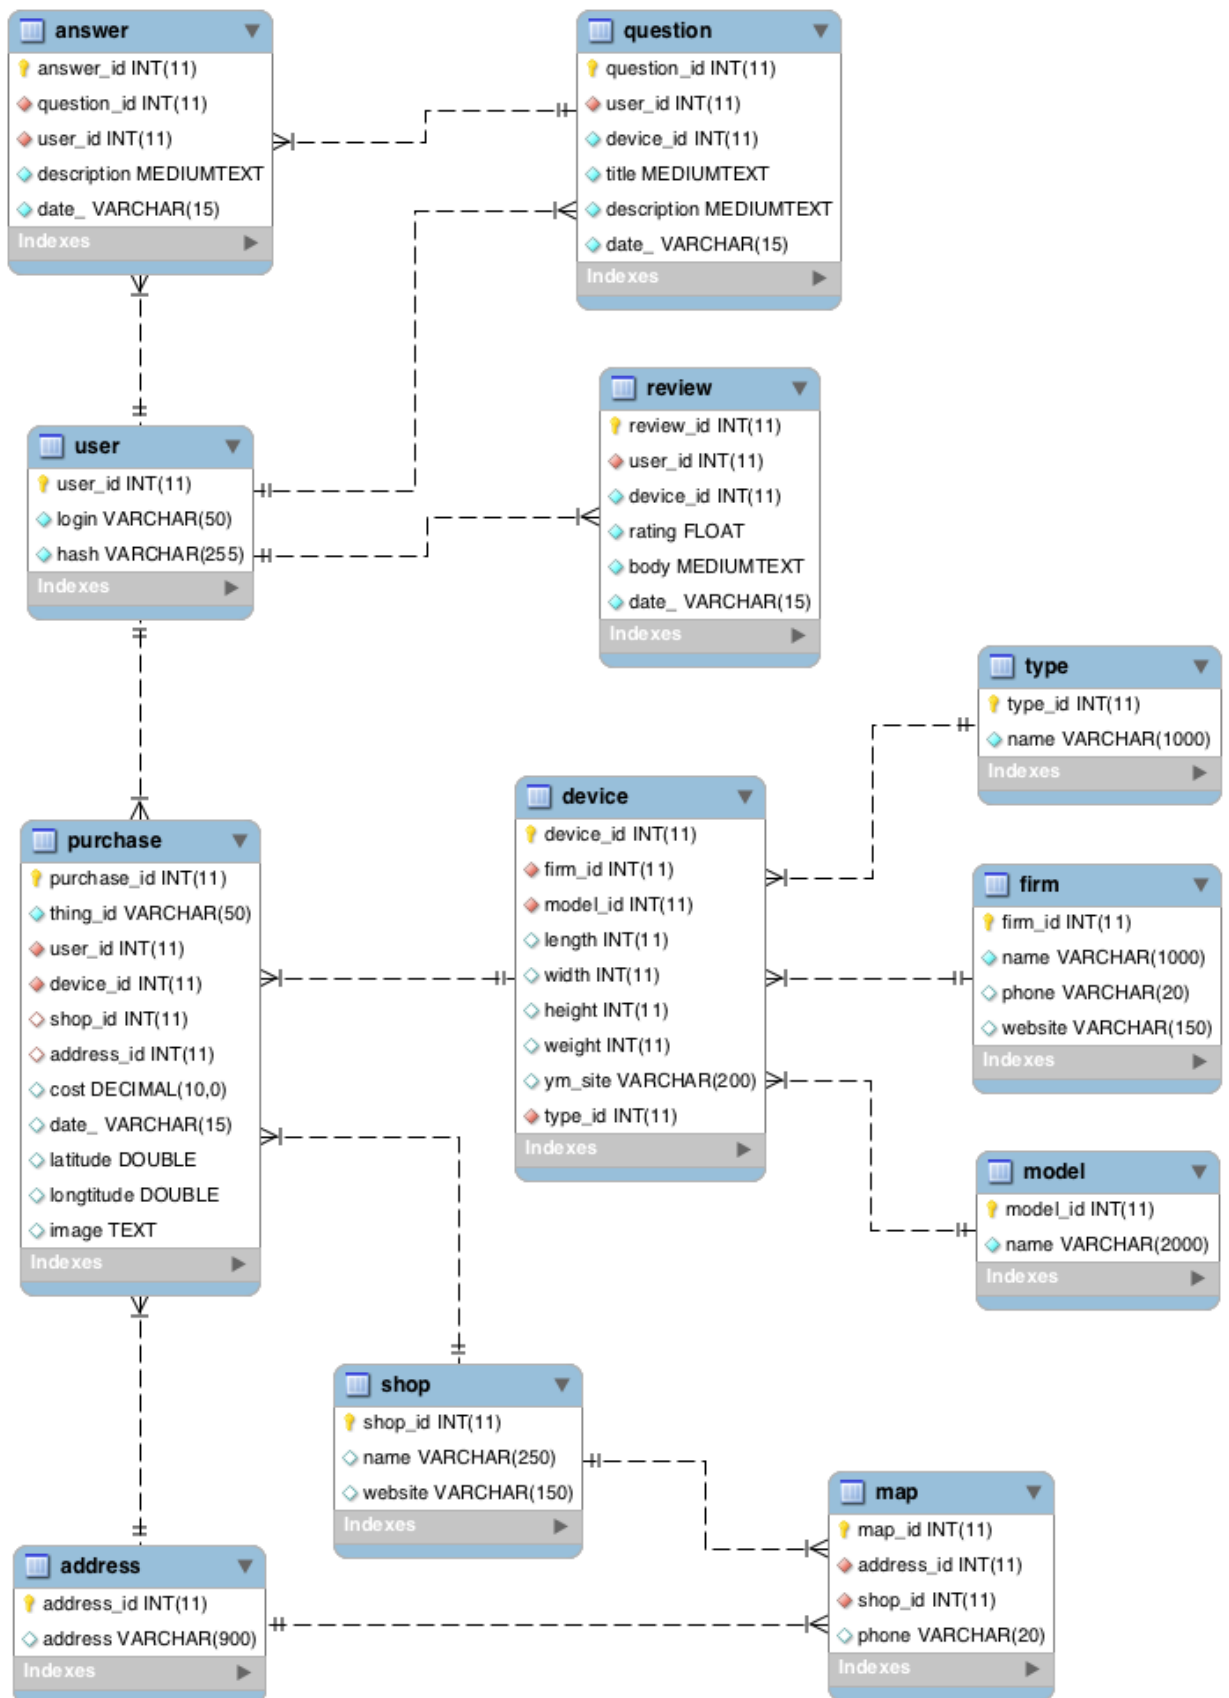 answer
answer_id INT(11)
question_id INT(11)
user_id INT(11)
description MEDIUMTEXT
date_ VARCHAR(15)
Indexes
question
question_id INT(11)
user_id INT(11)
device_id INT(11)
title MEDIUMTEXT
description MEDIUMTEXT
date_ VARCHAR(15)
Indexes
review
review_id INT(11)
user_id INT(11)
device_id INT(11)
rating FLOAT
body MEDIUMTEXT
date_ VARCHAR(15)
Indexes
user
user_id INT(11)
login VARCHAR(50)
hash VARCHAR(255)
Indexes
type
type_id INT(11)
name VARCHAR(1000)
Indexes
device
device_id INT(11)
firm_id INT(11)
model_id INT(11)
length INT(11)
width INT(11)
height INT(11)
weight INT(11)
ym_site VARCHAR(200)
type_id INT(11)
Indexes
purchase
purchase_id INT(11)
thing_id VARCHAR(50)
user_id INT(11)
device_id INT(11)
shop_id INT(11)
address_id INT(11)
cost DECIMAL(10,0)
date_ VARCHAR(15)
latitude DOUBLE
longtitude DOUBLE
image TEXT
Indexes
firm
firm_id INT(11)
name VARCHAR(1000)
phone VARCHAR(20)
website VARCHAR(150)
Indexes
model
model_id INT(11)
name VARCHAR(2000)
Indexes
shop
shop_id INT(11)
name VARCHAR(250)
website VARCHAR(150)
Indexes
map
map_id INT(11)
address_id INT(11)
shop_id INT(11)
phone VARCHAR(20)
Indexes
address
address_id INT(11)
address VARCHAR(900)
Indexes